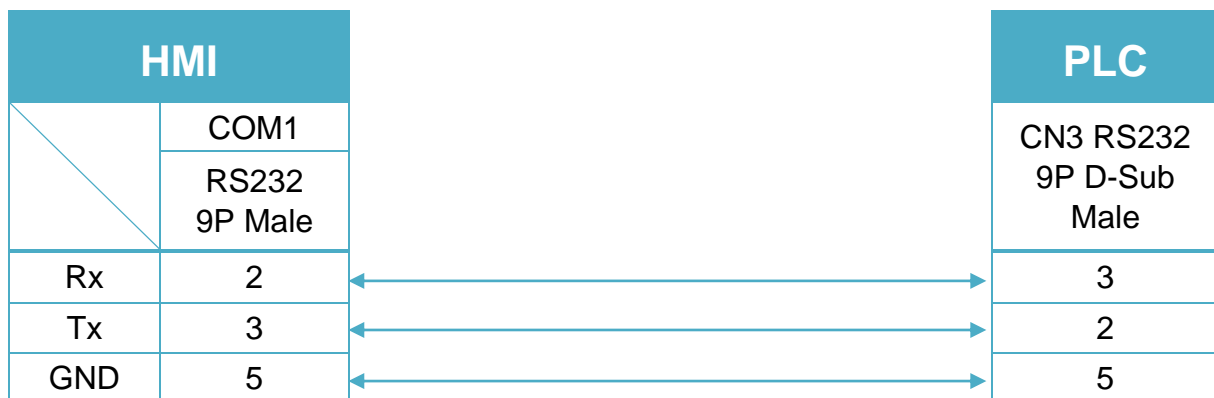 HMI
PLC
COM1
RS232
9P Male
CN3 RS232
9P D-Sub
Male
Rx 2 3
Tx 3 2
GND 5 5